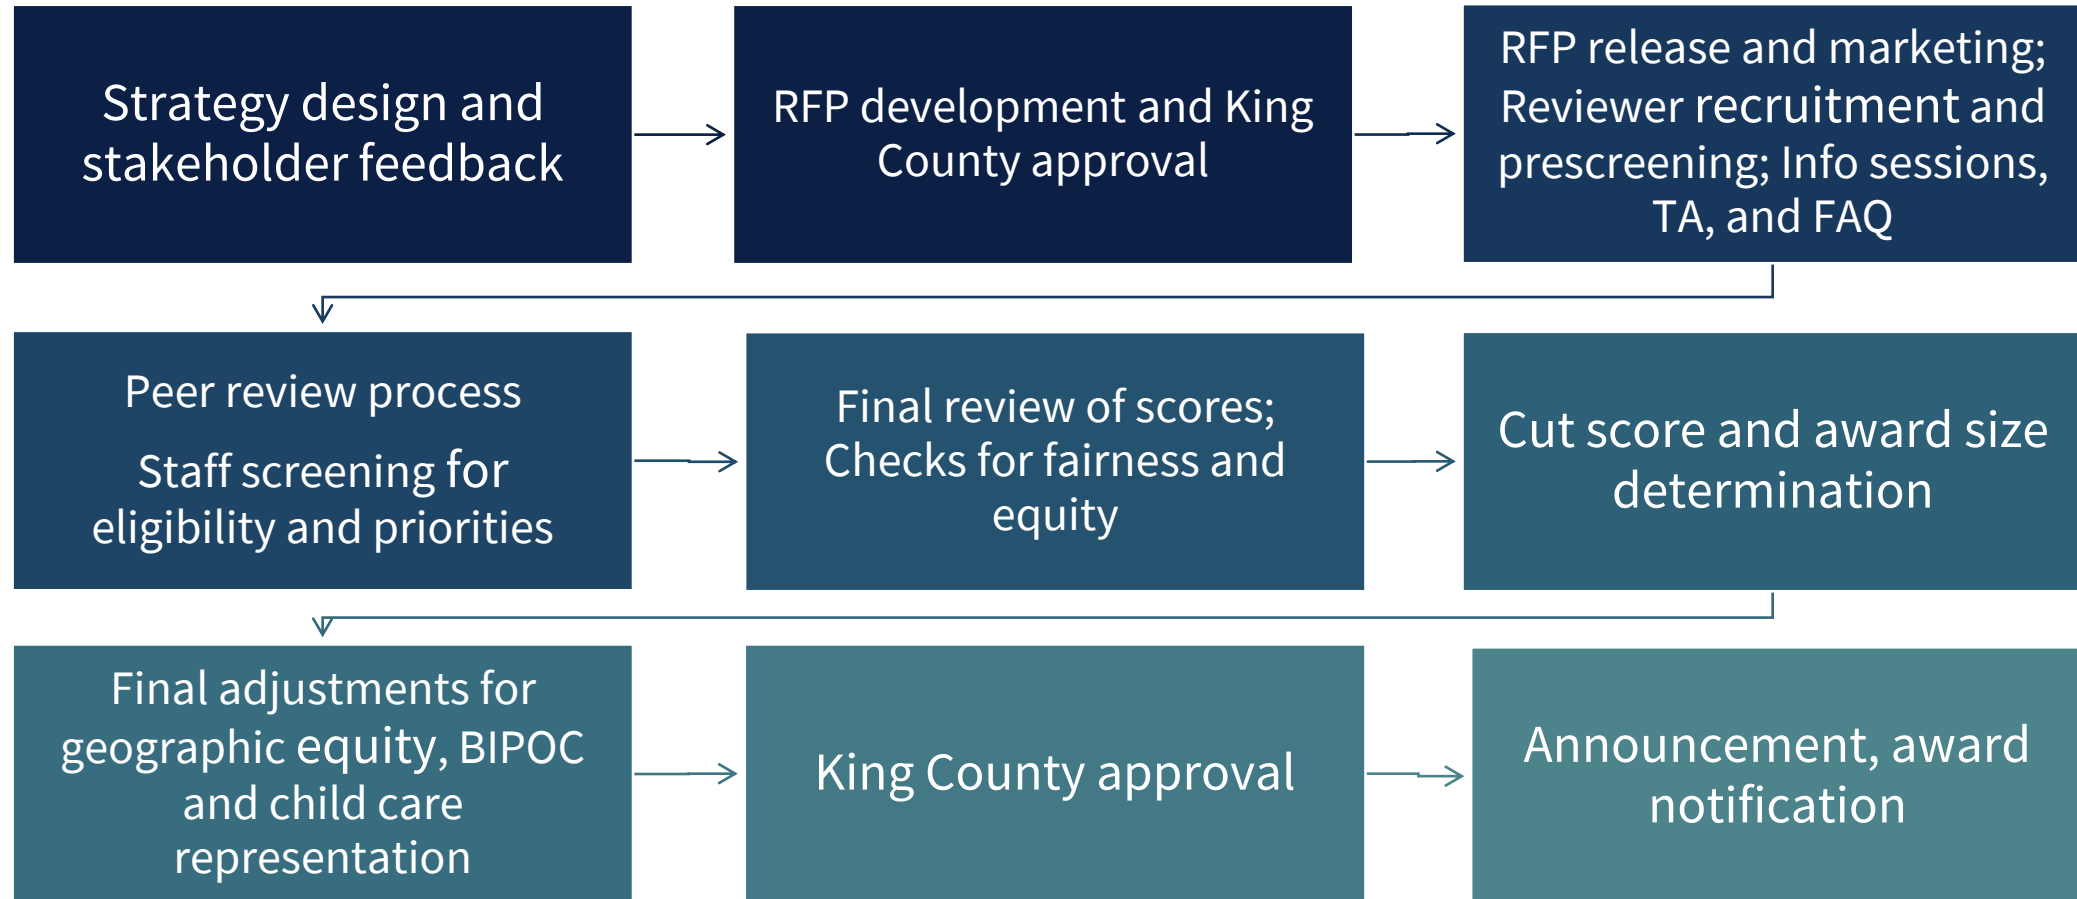 Strategy design and
stakeholder feedback
RFP development and King
County approval
RFP release and marketing;
Reviewer recruitment and
prescreening; Info sessions,
TA, and FAQ
Peer review process
Staff screening for
eligibility and priorities
Final review of scores;
Checks for fairness and
equity
Cut score and award size
determination
Final adjustments for
geographic equity, BIPOC
and child care
representation
King County approval
Announcement, award
notification